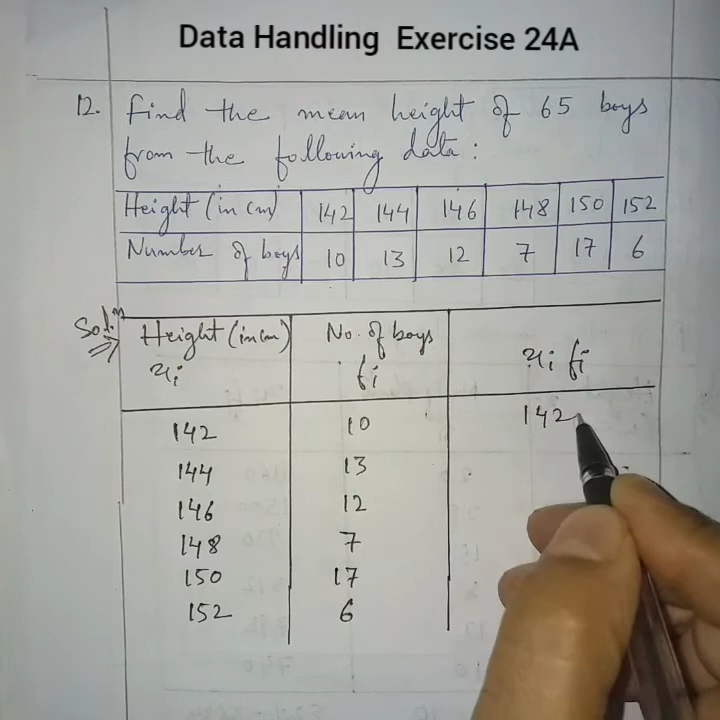 Data Handling Exercise 24A
12. Find the mean height of 65 boys
from the following data :
Height (in cm) 142 144 146 148 150 152
Number of boys 10 13 12 7 17 6
Sol.n
Height (in cm) No. of boys
xi fi xi fi
142 10 142
144 13
146 12
148 7
150 17
152 6